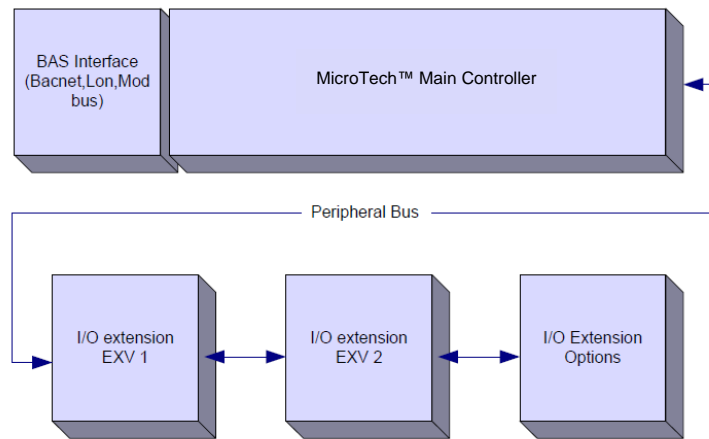 BAS Interface
(Bacnet,Lon,Mod
bus)
MicroTech™ Main Controller
Peripheral Bus
I/O extension
EXV 1
I/O extension
EXV 2
I/O Extension
Options